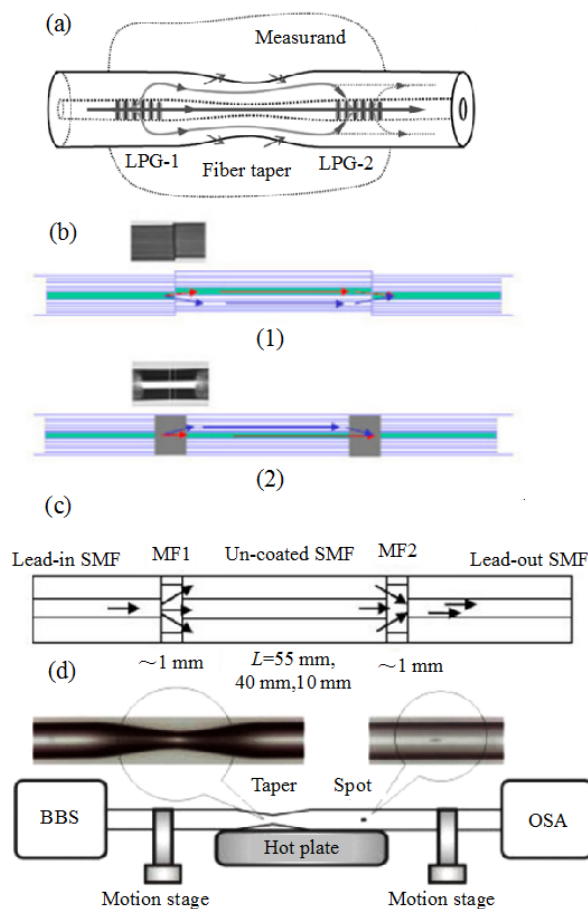 (a)
Measurand
LPG-1
Fiber taper
LPG-2
(b)
(1)
(2)
(c)
Lead-in SMF
MF1
Un-coated SMF
MF2
Lead-out SMF
~1 mm
L=55 mm,
40 mm,10 mm
~1 mm
(d)
Taper
Spot
BBS
OSA
Hot plate
Motion stage
Motion stage